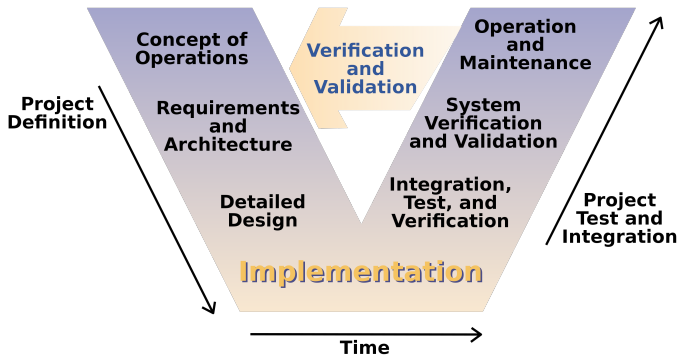 Concept of
Operations
Verification
and
Validation
Operation
and
Maintenance
Project
Definition
Requirements
and
Architecture
System
Verification
and Validation
Detailed
Design
Integration,
Test, and
Verification
Project
Test and
Integration
Implementation
Time